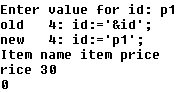 Enter value for id: p1
old   4: id:='&id';
new   4: id:='p1';
Item name item price
rice 30
0